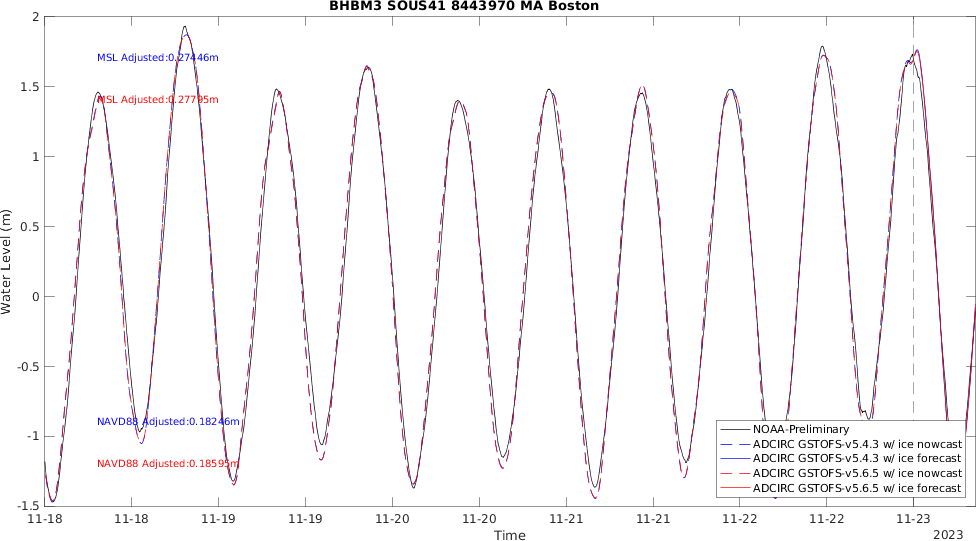 BHBM3 SOUS41 8443970 MA Boston
2
1.5
1
0.5
0
-0.5
-1
-1.5
Water Level (m)
MSL Adjusted:0.27446m
MSL Adjusted:0.27795m
NAVD88 Adjusted:0.18246m
NAVD88 Adjusted:0.18595m
NOAA-Preliminary
ADCIRC GSTOFS-v5.4.3 w/ ice nowcast
ADCIRC GSTOFS-v5.4.3 w/ ice forecast
ADCIRC GSTOFS-v5.6.5 w/ ice nowcast
ADCIRC GSTOFS-v5.6.5 w/ ice forecast
11-18 11-18 11-19 11-19 11-20 11-20 11-21 11-21 11-22 11-22 11-23
Time
2023